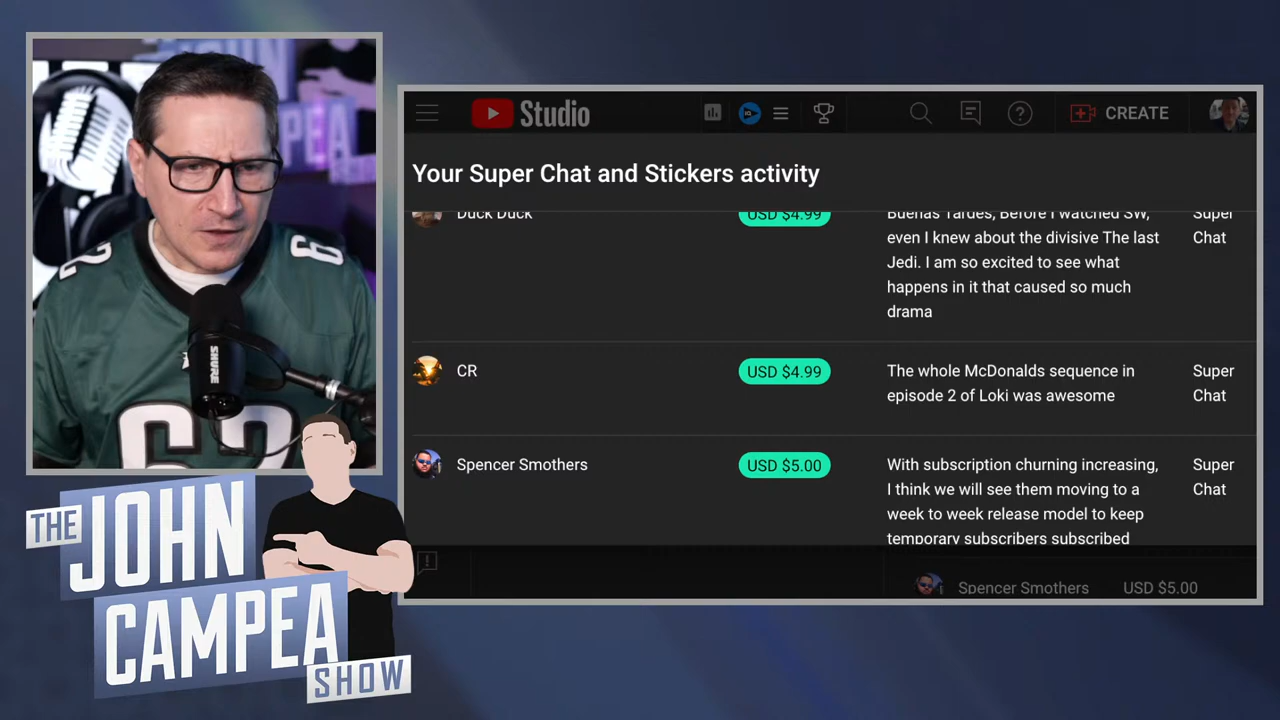 Studio
CREATE
Your Super Chat and Stickers activity
Duck Duck
USD $4.99
Buenas Tardes, Before I watched SW,
even I knew about the divisive The last
Jedi. I am so excited to see what
happens in it that caused so much
drama
Super
Chat
CR
USD $4.99
The whole McDonalds sequence in
episode 2 of Loki was awesome
Super
Chat
Spencer Smothers
USD $5.00
With subscription churning increasing,
I think we will see them moving to a
week to week release model to keep
temporary subscribers subscribed
Super
Chat
Spencer Smothers
USD $5.00
SHURE
62
THE
JOHN
CAMPEA
SHOW